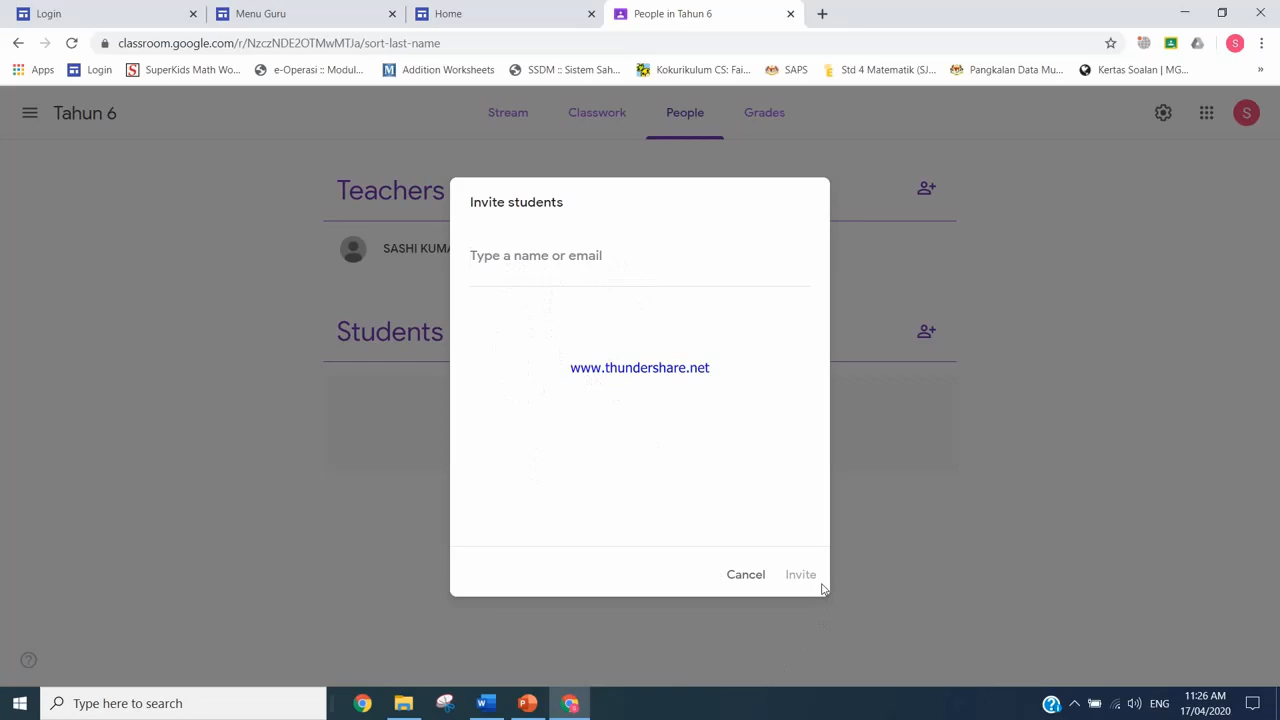 Login
Menu Guru
Home
People in Tahun 6
classroom.google.com/r/NzczNDE2OTMwMTJa/sort-last-name
Apps
Login
SuperKids Math Wo...
e-Operasi :: Modul...
Addition Worksheets
SSDM :: Sistem Sah...
Kokurikulum CS: Fai...
SAPS
Std 4 Matematik (SJ...
Pangkalan Data Mu...
Kertas Soalan | MG...
»
Tahun 6
Stream
Classwork
People
Grades
S
S
Teachers
SASHI KUMA
Students
Invite students
Type a name or email
www.thundershare.net
Cancel
Invite
Type here to search
ENG
11:26 AM
17/04/2020